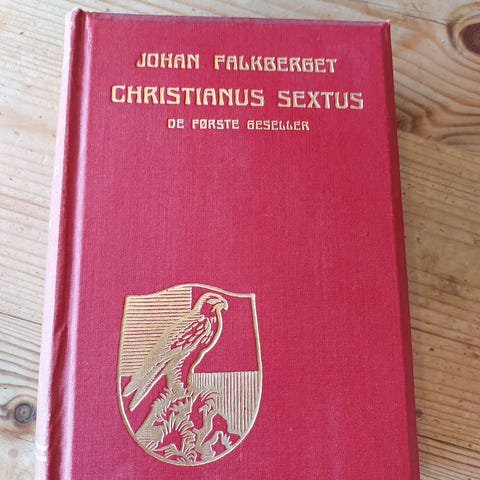 JOHAN FALKBERGET
CHRISTIANUS SEXTUS
DE FØRSTE GESELLER